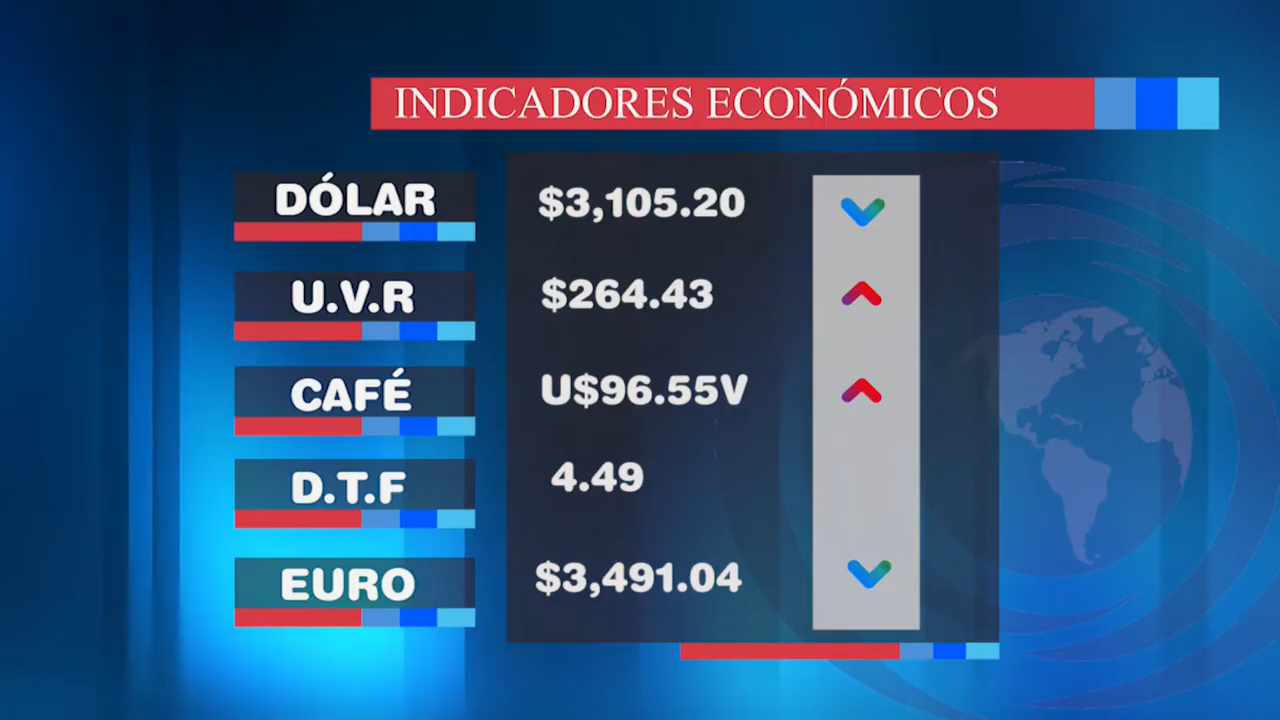 INDICADORES ECONÓMICOS
DÓLAR $3,105.20
U.V.R $264.43
CAFÉ U$96.55V
D.T.F 4.49
EURO $3,491.04